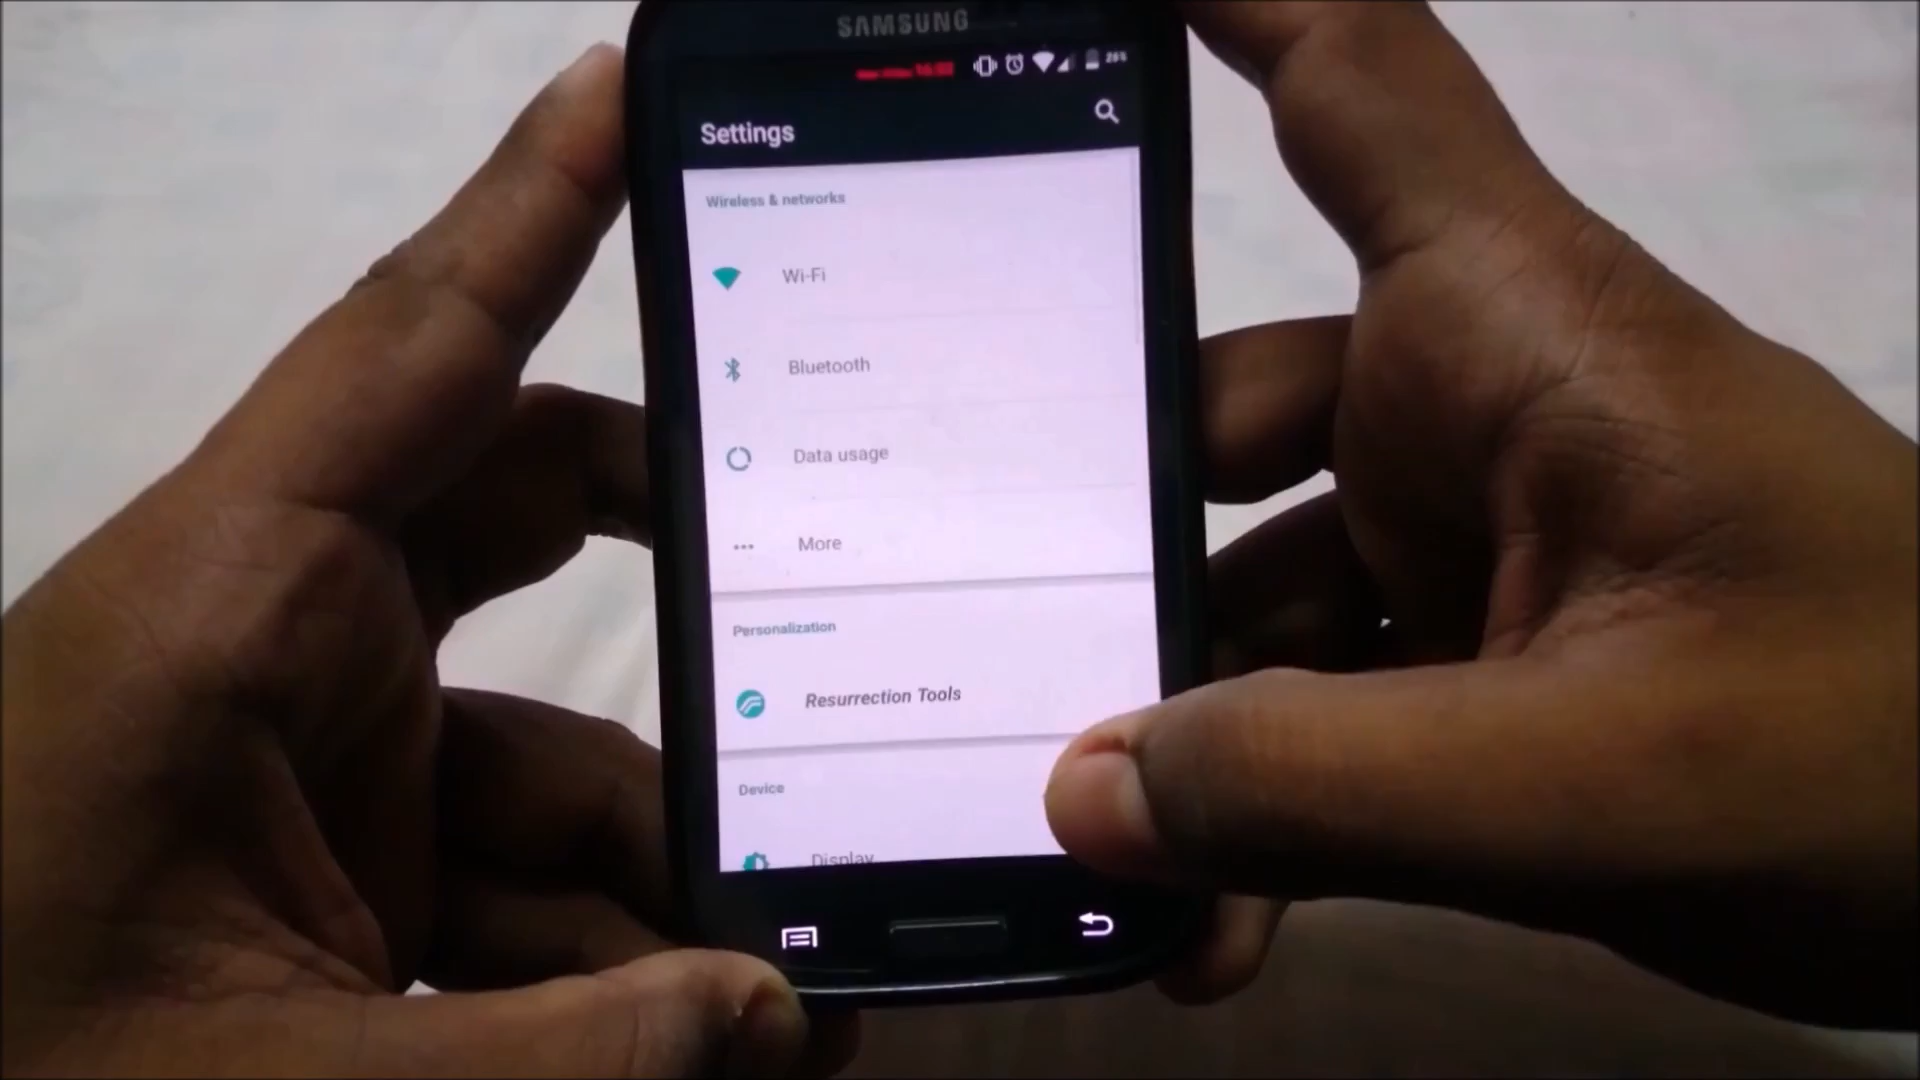 SAMSUNG
Settings
Wireless & networks
Wi-Fi
Bluetooth
Data usage
More
Personalization
Resurrection Tools
Device
Display